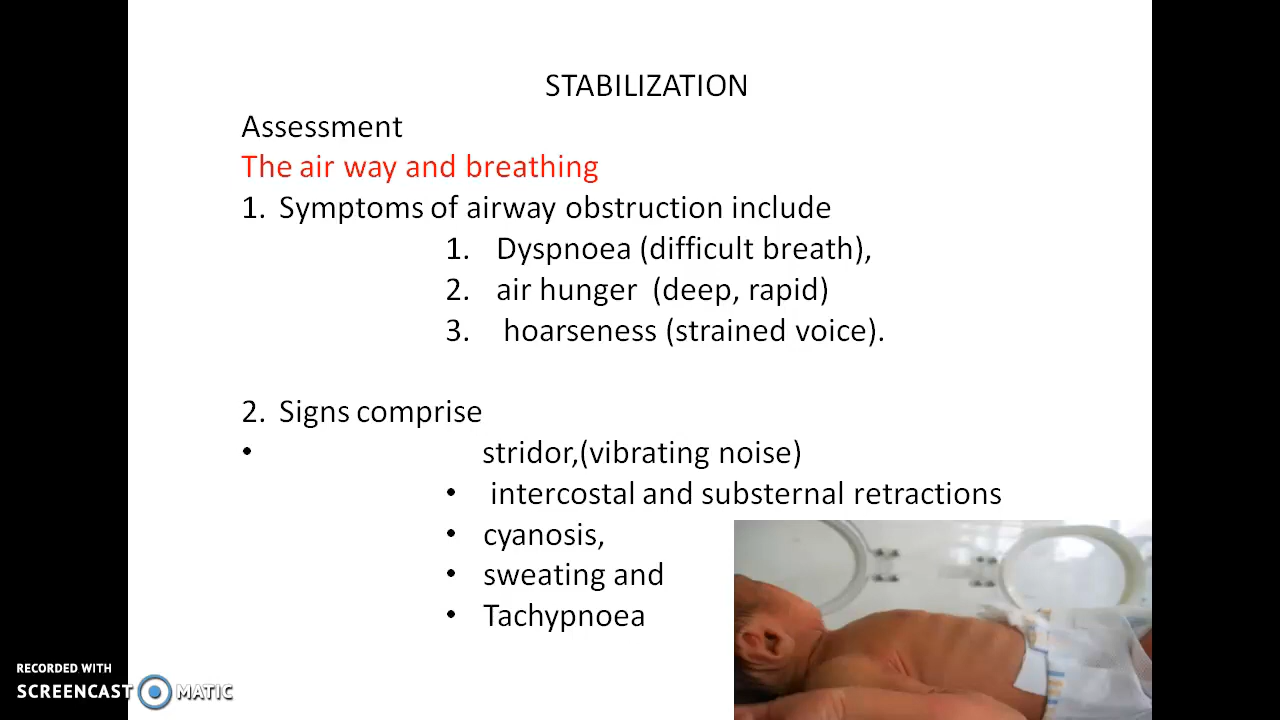 STABILIZATION
Assessment
The air way and breathing
1. Symptoms of airway obstruction include
1. Dyspnoea (difficult breath),
2. air hunger (deep, rapid)
3. hoarseness (strained voice).
2. Signs comprise
• stridor,(vibrating noise)
• intercostal and substernal retractions
• cyanosis,
• sweating and
• Tachypnoea
RECORDED WITH
SCREENCAST MATIC